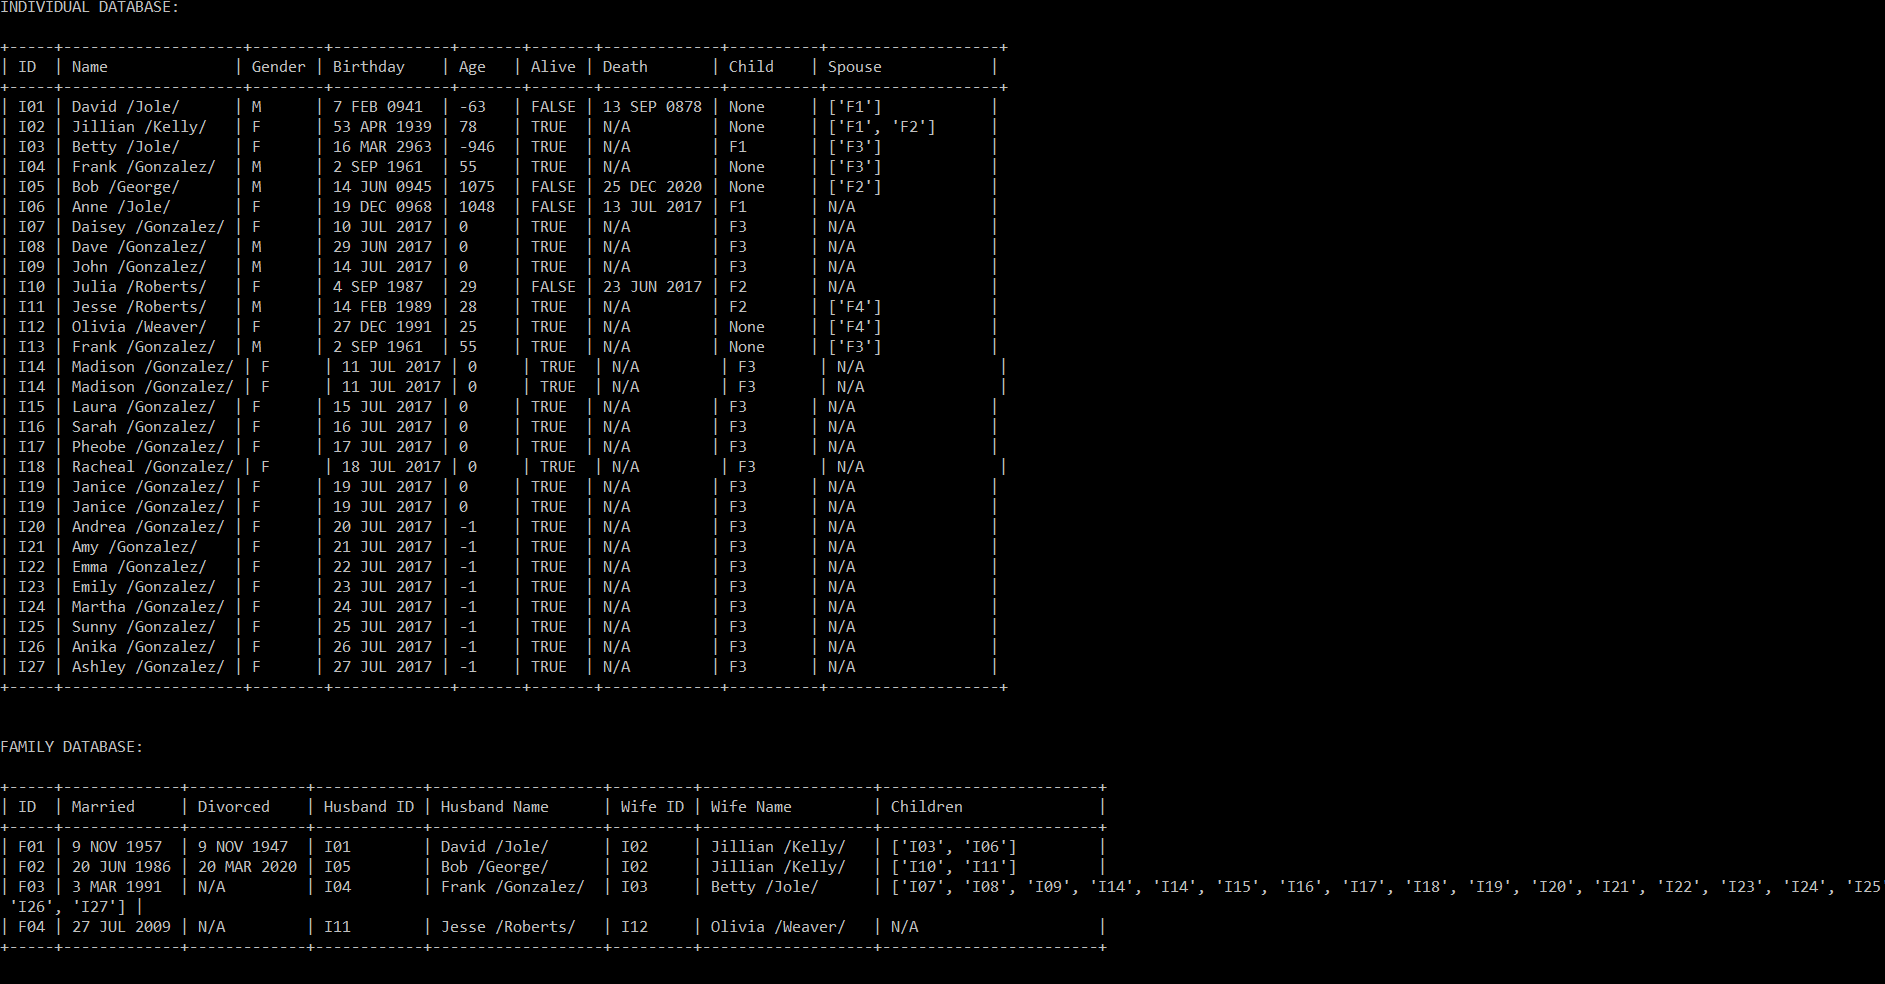 INDIVIDUAL DATABASE:
+-----+--------------------+--------+-------------+-------+-------+-------------+----------+-------------------+
| ID  | Name              | Gender | Birthday    | Age   | Alive | Death       | Child    | Spouse            |
+-----+--------------------+--------+-------------+-------+-------+-------------+----------+-------------------+
| I01 | David /Jole/      | M      | 7 FEB 0941  | -63   | FALSE | 13 SEP 0878 | None     | ['F1']            |
| I02 | Jillian /Kelly/   | F      | 53 APR 1939 | 78    | TRUE  | N/A         | None     | ['F1', 'F2']      |
| I03 | Betty /Jole/      | F      | 16 MAR 2963 | -946  | TRUE  | N/A         | F1       | ['F3']            |
| I04 | Frank /Gonzalez/  | M      | 2 SEP 1961  | 55    | TRUE  | N/A         | None     | ['F3']            |
| I05 | Bob /George/      | M      | 14 JUN 0945 | 1075  | FALSE | 25 DEC 2020 | None     | ['F2']            |
| I06 | Anne /Jole/       | F      | 19 DEC 0968 | 1048  | FALSE | 13 JUL 2017 | F1       | N/A               |
| I07 | Daisey /Gonzalez/ | F      | 10 JUL 2017 | 0     | TRUE  | N/A         | F3       | N/A               |
| I08 | Dave /Gonzalez/   | M      | 29 JUN 2017 | 0     | TRUE  | N/A         | F3       | N/A               |
| I09 | John /Gonzalez/   | M      | 14 JUL 2017 | 0     | TRUE  | N/A         | F3       | N/A               |
| I10 | Julia /Roberts/   | F      | 4 SEP 1987  | 29    | FALSE | 23 JUN 2017 | F2       | N/A               |
| I11 | Jesse /Roberts/   | M      | 14 FEB 1989 | 28    | TRUE  | N/A         | F2       | ['F4']            |
| I12 | Olivia /Weaver/   | F      | 27 DEC 1991 | 25    | TRUE  | N/A         | None     | ['F4']            |
| I13 | Frank /Gonzalez/  | M      | 2 SEP 1961  | 55    | TRUE  | N/A         | None     | ['F3']            |
| I14 | Madison /Gonzalez/ | F      | 11 JUL 2017 | 0     | TRUE  | N/A         | F3       | N/A               |
| I14 | Madison /Gonzalez/ | F      | 11 JUL 2017 | 0     | TRUE  | N/A         | F3       | N/A               |
| I15 | Laura /Gonzalez/  | F      | 15 JUL 2017 | 0     | TRUE  | N/A         | F3       | N/A               |
| I16 | Sarah /Gonzalez/  | F      | 16 JUL 2017 | 0     | TRUE  | N/A         | F3       | N/A               |
| I17 | Pheobe /Gonzalez/ | F      | 17 JUL 2017 | 0     | TRUE  | N/A         | F3       | N/A               |
| I18 | Racheal /Gonzalez/ | F      | 18 JUL 2017 | 0     | TRUE  | N/A         | F3       | N/A               |
| I19 | Janice /Gonzalez/ | F      | 19 JUL 2017 | 0     | TRUE  | N/A         | F3       | N/A               |
| I19 | Janice /Gonzalez/ | F      | 19 JUL 2017 | 0     | TRUE  | N/A         | F3       | N/A               |
| I20 | Andrea /Gonzalez/ | F      | 20 JUL 2017 | -1    | TRUE  | N/A         | F3       | N/A               |
| I21 | Amy /Gonzalez/    | F      | 21 JUL 2017 | -1    | TRUE  | N/A         | F3       | N/A               |
| I22 | Emma /Gonzalez/   | F      | 22 JUL 2017 | -1    | TRUE  | N/A         | F3       | N/A               |
| I23 | Emily /Gonzalez/  | F      | 23 JUL 2017 | -1    | TRUE  | N/A         | F3       | N/A               |
| I24 | Martha /Gonzalez/ | F      | 24 JUL 2017 | -1    | TRUE  | N/A         | F3       | N/A               |
| I25 | Sunny /Gonzalez/  | F      | 25 JUL 2017 | -1    | TRUE  | N/A         | F3       | N/A               |
| I26 | Anika /Gonzalez/  | F      | 26 JUL 2017 | -1    | TRUE  | N/A         | F3       | N/A               |
| I27 | Ashley /Gonzalez/ | F      | 27 JUL 2017 | -1    | TRUE  | N/A         | F3       | N/A               |
+-----+--------------------+--------+-------------+-------+-------+-------------+----------+-------------------+
FAMILY DATABASE:
+-----+-------------+-------------+------------+-------------------+---------+-------------------+------------------------+
| ID  | Married     | Divorced    | Husband ID | Husband Name      | Wife ID | Wife Name         | Children               |
+-----+-------------+-------------+------------+-------------------+---------+-------------------+------------------------+
| F01 | 9 NOV 1957  | 9 NOV 1947  | I01        | David /Jole/      | I02     | Jillian /Kelly/   | ['I03', 'I06']         |
| F02 | 20 JUN 1986 | 20 MAR 2020 | I05        | Bob /George/      | I02     | Jillian /Kelly/   | ['I10', 'I11']         |
| F03 | 3 MAR 1991  | N/A         | I04        | Frank /Gonzalez/  | I03     | Betty /Jole/      | ['I07', 'I08', 'I09', 'I14', 'I14', 'I15', 'I16', 'I17', 'I18', 'I19', 'I20', 'I21', 'I22', 'I23', 'I24', 'I25'
'I26', 'I27'] |
| F04 | 27 JUL 2009 | N/A         | I11        | Jesse /Roberts/   | I12     | Olivia /Weaver/   | N/A                    |
+-----+-------------+-------------+------------+-------------------+---------+-------------------+------------------------+